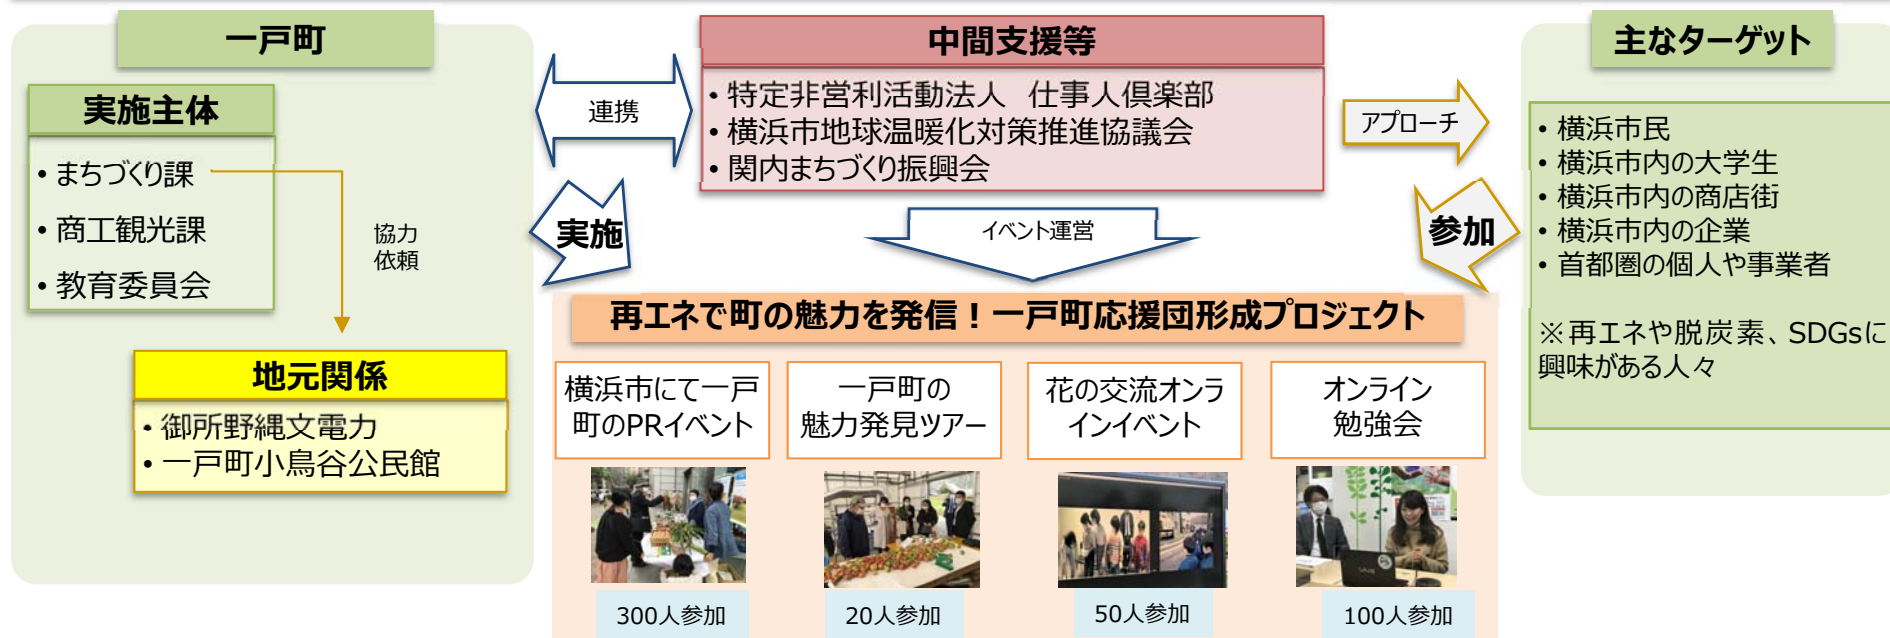 一戸町
実施主体
• まちづくり課
• 商工観光課
• 教育委員会
協力
依頼
地元関係
• 御所野縄文電力
• 一戸町小鳥谷公民館
連携
中間支援等
• 特定非営利活動法人　仕事人倶楽部
• 横浜市地球温暖化対策推進協議会
• 関内まちづくり振興会
アプローチ
実施
イベント運営
参加
主なターゲット
• 横浜市民
• 横浜市内の大学生
• 横浜市内の商店街
• 横浜市内の企業
• 首都圏の個人や事業者
※再エネや脱炭素、SDGsに
興味がある人々
再エネで町の魅力を発信！一戸町応援団形成プロジェクト
横浜市にて一戸
町のPRイベント
一戸町の
魅力発見ツアー
花の交流オンラ
インイベント
オンライン
勉強会
300人参加
20人参加
50人参加
100人参加